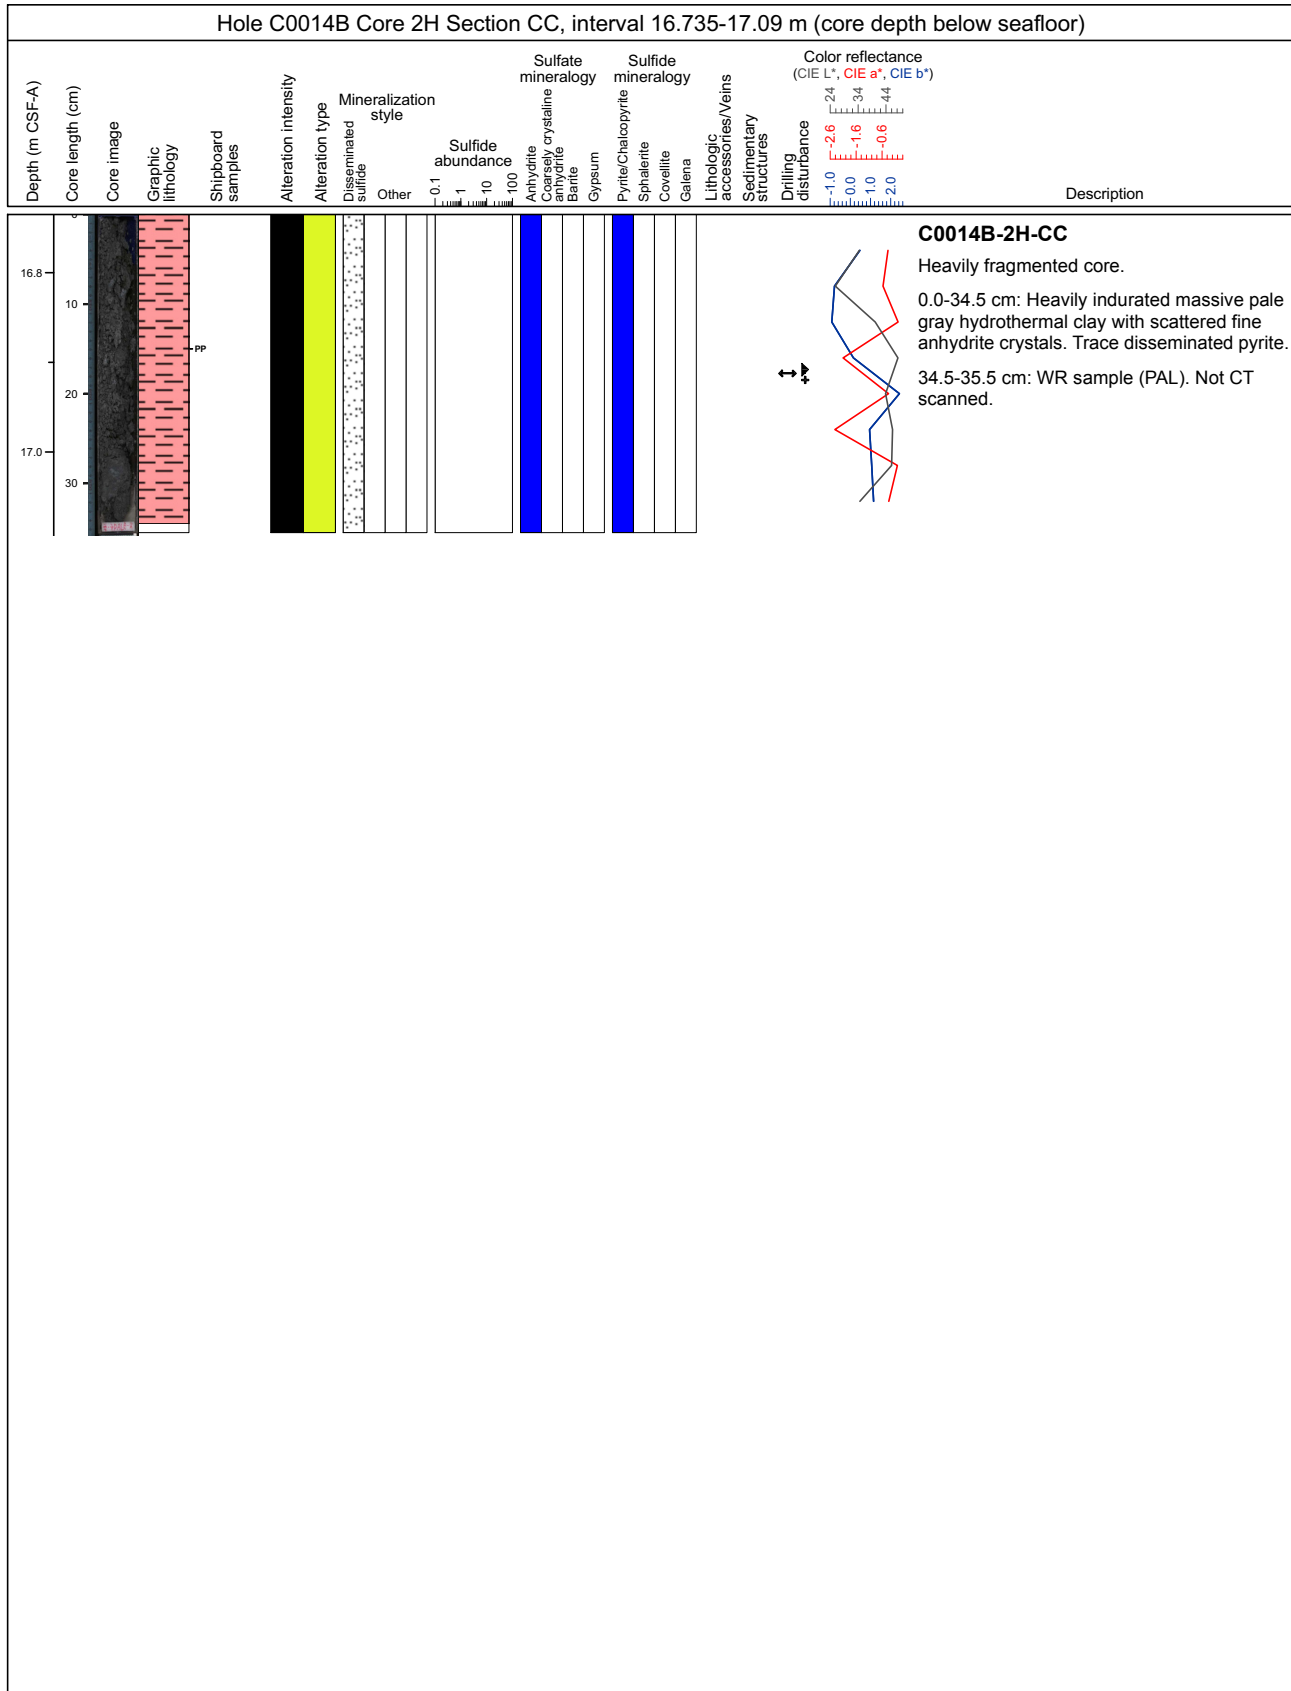 Hole C0014B Core 2H Section CC, interval 16.735-17.09 m (core depth below seafloor)
Depth (m CSF-A)
Core length (cm)
Core image
Graphic
lithology
Shipboard
samples
Alteration intensity
Alteration type
Mineralization
style
Disseminated
sulfide
Other
Sulfide
abundance
0.1
1
10
100
Sulfate
mineralogy
Anhydrite
Coarsely crystaline
anhydrite
Barite
Gypsum
Sulfide
mineralogy
Pyrite/Chalcopyrite
Sphalerite
Covellite
Galena
Lithologic
accessories/Veins
Sedimentary
structures
Drilling
disturbance
Color reflectance
(CIE L*, CIE a*, CIE b*)
24
34
44
-2.6
-1.6
-0.6
-1.0
0.0
1.0
2.0
Description
16.8
17.0
10
20
30
PP
C0014B-2H-CC
Heavily fragmented core.
0.0-34.5 cm: Heavily indurated massive pale
gray hydrothermal clay with scattered fine
anhydrite crystals. Trace disseminated pyrite.
34.5-35.5 cm: WR sample (PAL). Not CT
scanned.